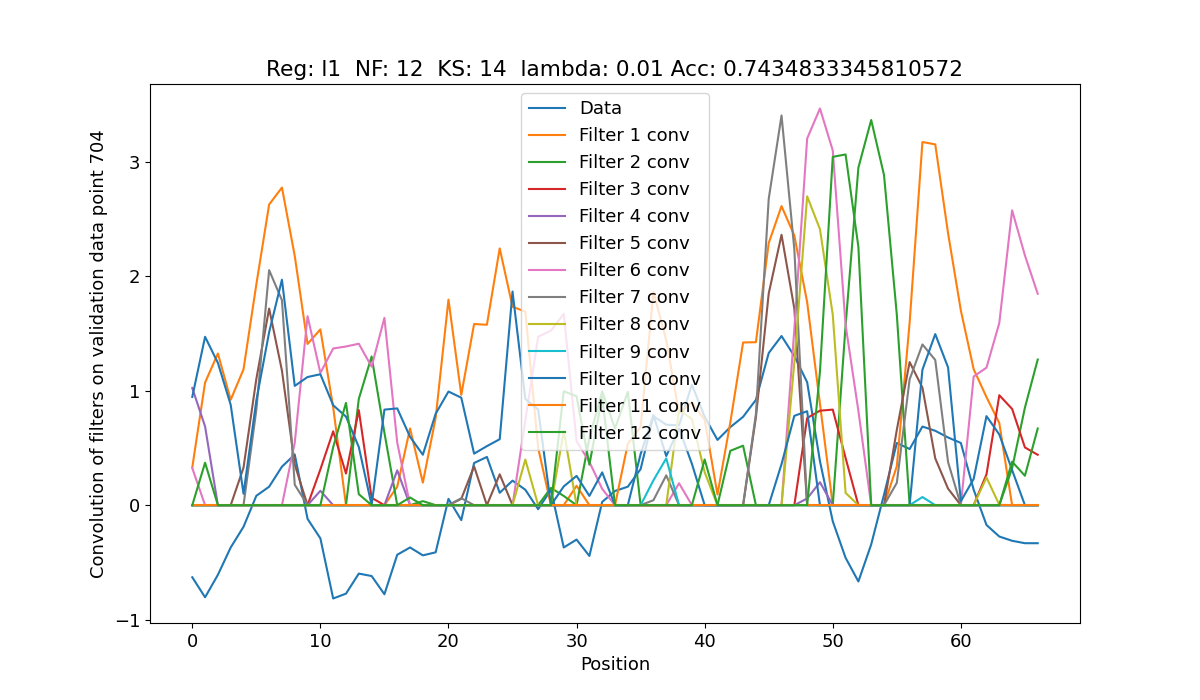 Reg: l1  NF: 12  KS: 14  lambda: 0.01 Acc: 0.7434833345810572
Convolution of filters on validation data point 704
3
2
1
0
−1
Data
Filter 1 conv
Filter 2 conv
Filter 3 conv
Filter 4 conv
Filter 5 conv
Filter 6 conv
Filter 7 conv
Filter 8 conv
Filter 9 conv
Filter 10 conv
Filter 11 conv
Filter 12 conv
0 10 20 30 40 50 60
Position